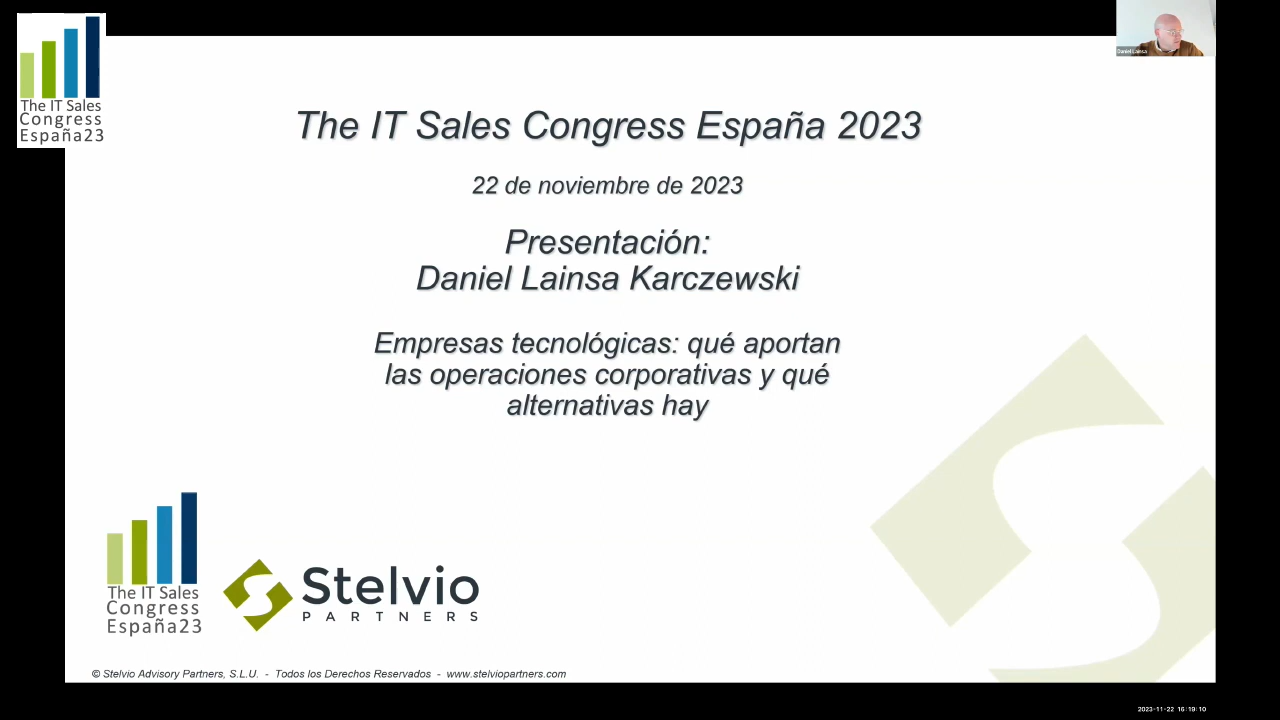 The IT Sales
Congress
España23
Daniel Lainsa
The IT Sales Congress España 2023
22 de noviembre de 2023
Presentación:
Daniel Lainsa Karczewski
Empresas tecnológicas: qué aportan
las operaciones corporativas y qué
alternativas hay
The IT Sales
Congress
España23
Stelvio
PARTNERS
© Stelvio Advisory Partners, S.L.U. - Todos los Derechos Reservados - www.stelviopartners.com
2023-11-22 16:19:10